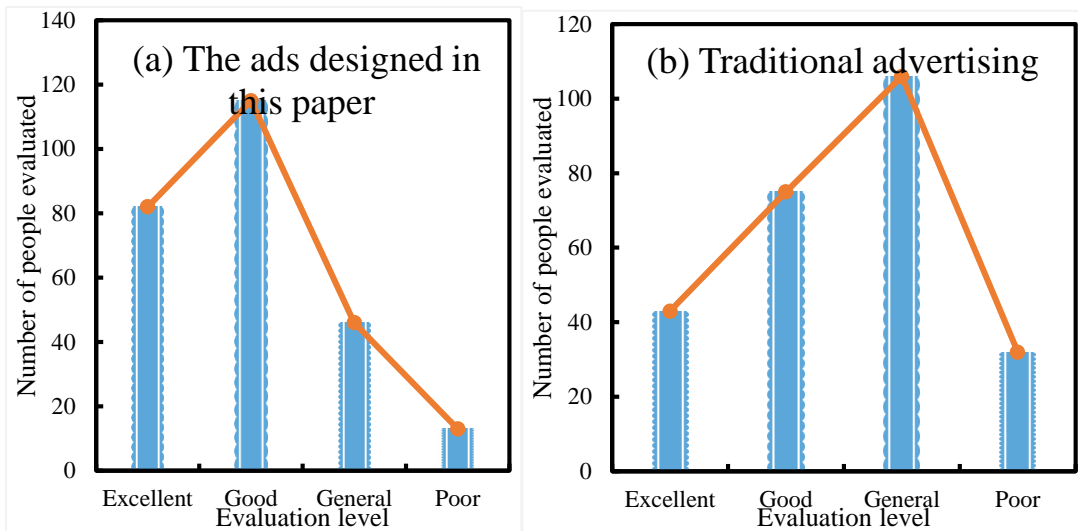 (a) The ads designed in
this paper
Number of people evaluated
140
120
100
80
60
40
20
0
Excellent Good General Poor
Evaluation level
(b) Traditional advertising
Number of people evaluated
120
100
80
60
40
20
0
Excellent Good General Poor
Evaluation level